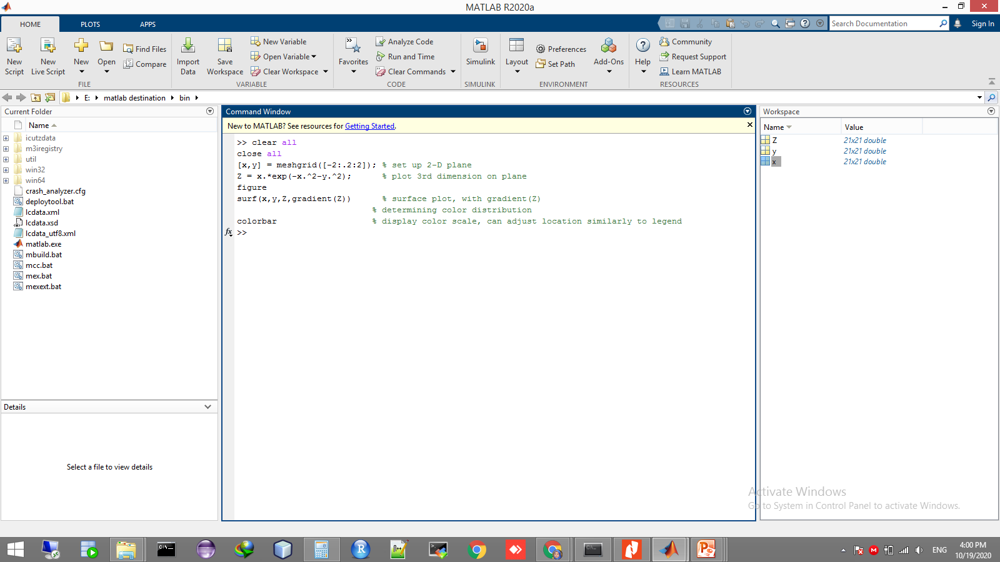 MATLAB R2020a
HOME PLOTS APPS
Search Documentation
Sign In
New Script
New Live Script
New
Open
Find Files
Compare
FILE
Import Data
Save Workspace
New Variable
Open Variable
Clear Workspace
VARIABLE
Favorites
Analyze Code
Run and Time
Clear Commands
CODE
Simulink
SIMULINK
Layout
Preferences
Set Path
Add-Ons
ENVIRONMENT
Help
Community
Request Support
Learn MATLAB
RESOURCES
E: matlab destination bin
Current Folder
Name
icutzdata
m3iregistry
util
win32
win64
crash_analyzer.cfg
deploytool.bat
lcdata.xml
lcdata.xsd
lcdata_utf8.xml
matlab.exe
mbuild.bat
mcc.bat
mex.bat
mexext.bat
Details
Select a file to view details
Command Window
New to MATLAB? See resources for Getting Started.
>> clear all
close all
[x,y] = meshgrid([-2:.2:2]); % set up 2-D plane
Z = x.*exp(-x.^2-y.^2); % plot 3rd dimension on plane
figure
surf(x,y,Z,gradient(Z)) % surface plot, with gradient(Z)
% determining color distribution
colorbar % display color scale, can adjust location similarly to legend
fx >>
Workspace
Name Value
Z 21x21 double
y 21x21 double
x 21x21 double
Activate Windows
Go to System in Control Panel to activate Windows.
ENG
4:00 PM
10/19/2020